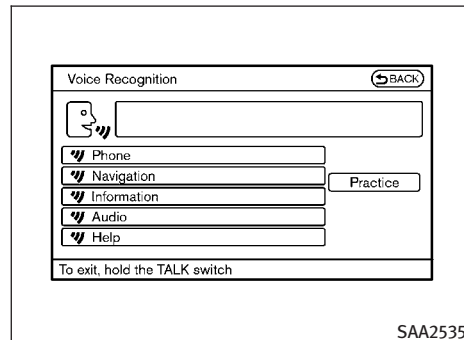 Voice Recognition
BACK
Phone
Navigation
Practice
Information
Audio
Help
To exit, hold the TALK switch
SAA2535